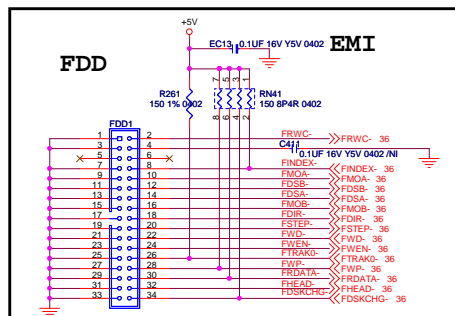 +5V
EC13 0.1UF 16V Y5V 0402 EMI
FDD
R261
150 1% 0402
7 5 3 1
8 6 4 2
RN41
150 8P4R 0402
FDD1
1 2 FRWC- FRWC- 36
3 4 C411
0.1UF 16V Y5V 0402 /NI
5 6
7 8 FINDEX- FINDEX- 36
9 10 FMOA- FMOA- 36
11 12 FDSB- FDSB- 36
13 14 FDSA- FDSA- 36
15 16 FMOB- FMOB- 36
17 18 FDIR- FDIR- 36
19 20 FSTEP- FSTEP- 36
21 22 FWD- FWD- 36
23 24 FWEN- FWEN- 36
25 26 FTRAK0- FTRAK0- 36
27 28 FWP- FWP- 36
29 30 FRDATA- FRDATA- 36
31 32 FHEAD- FHEAD- 36
33 34 FDSKCHG- FDSKCHG- 36